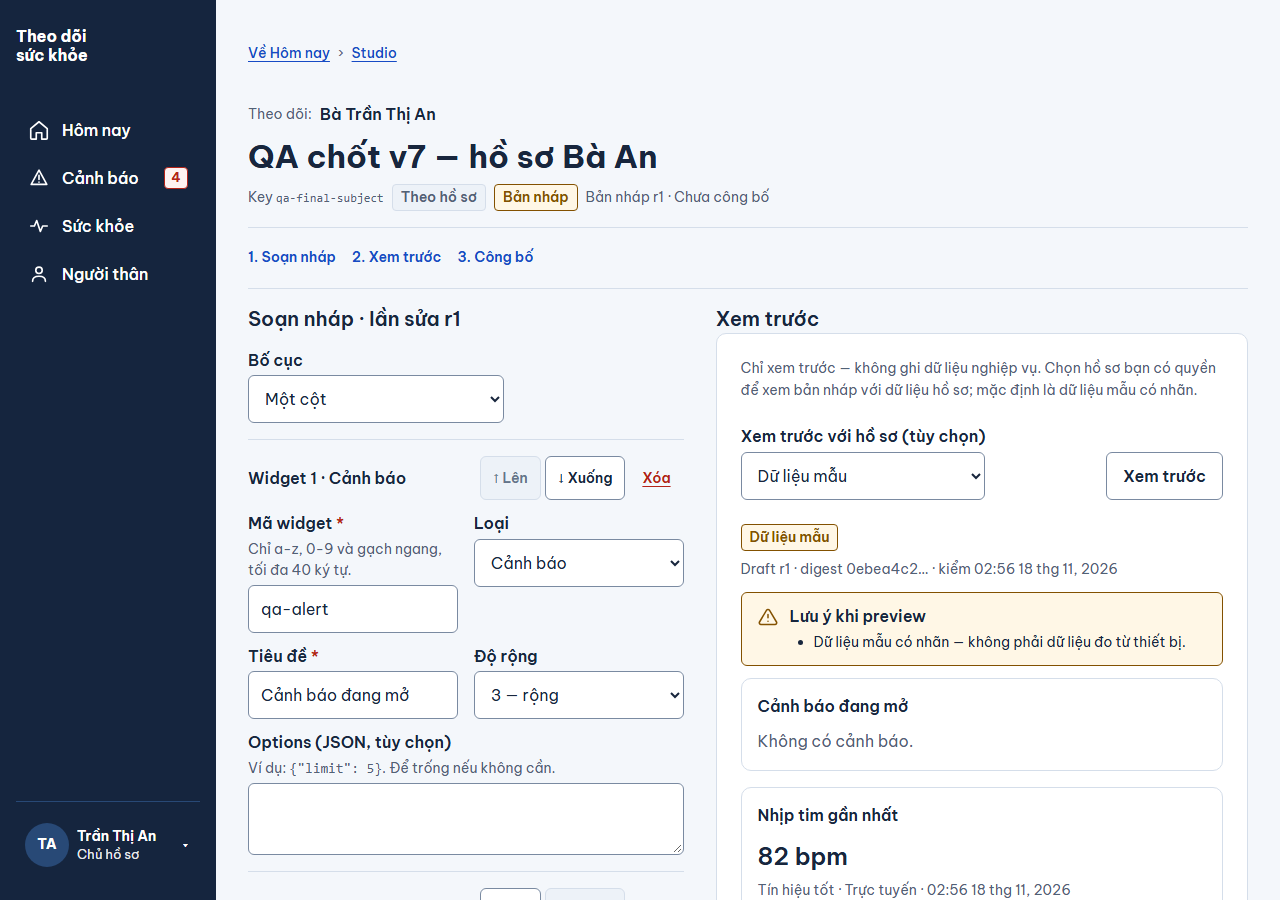 Theo dõi
sức khỏe
Hôm nay
Cảnh báo 4
Sức khỏe
Người thân
TA
Trần Thị An
Chủ hồ sơ
Về Hôm nay › Studio
Theo dõi: Bà Trần Thị An
QA chốt v7 — hồ sơ Bà An
Key qa-final-subject Theo hồ sơ Bản nháp Bản nháp r1 · Chưa công bố
1. Soạn nháp 2. Xem trước 3. Công bố
Soạn nháp · lần sửa r1
Bố cục
Một cột
Widget 1 · Cảnh báo ↑ Lên ↓ Xuống Xóa
Mã widget *
Chỉ a-z, 0-9 và gạch ngang,
tối đa 40 ký tự.
qa-alert
Loại
Cảnh báo
Tiêu đề *
Cảnh báo đang mở
Độ rộng
3 — rộng
Options (JSON, tùy chọn)
Ví dụ: {"limit": 5}. Để trống nếu không cần.
Xem trước
Chỉ xem trước — không ghi dữ liệu nghiệp vụ. Chọn hồ sơ bạn có quyền
để xem bản nháp với dữ liệu hồ sơ; mặc định là dữ liệu mẫu có nhãn.
Xem trước với hồ sơ (tùy chọn)
Dữ liệu mẫu Xem trước
Dữ liệu mẫu
Draft r1 · digest 0ebea4c2… · kiểm 02:56 18 thg 11, 2026
Lưu ý khi preview
• Dữ liệu mẫu có nhãn — không phải dữ liệu đo từ thiết bị.
Cảnh báo đang mở
Không có cảnh báo.
Nhịp tim gần nhất
82 bpm
Tín hiệu tốt · Trực tuyến · 02:56 18 thg 11, 2026